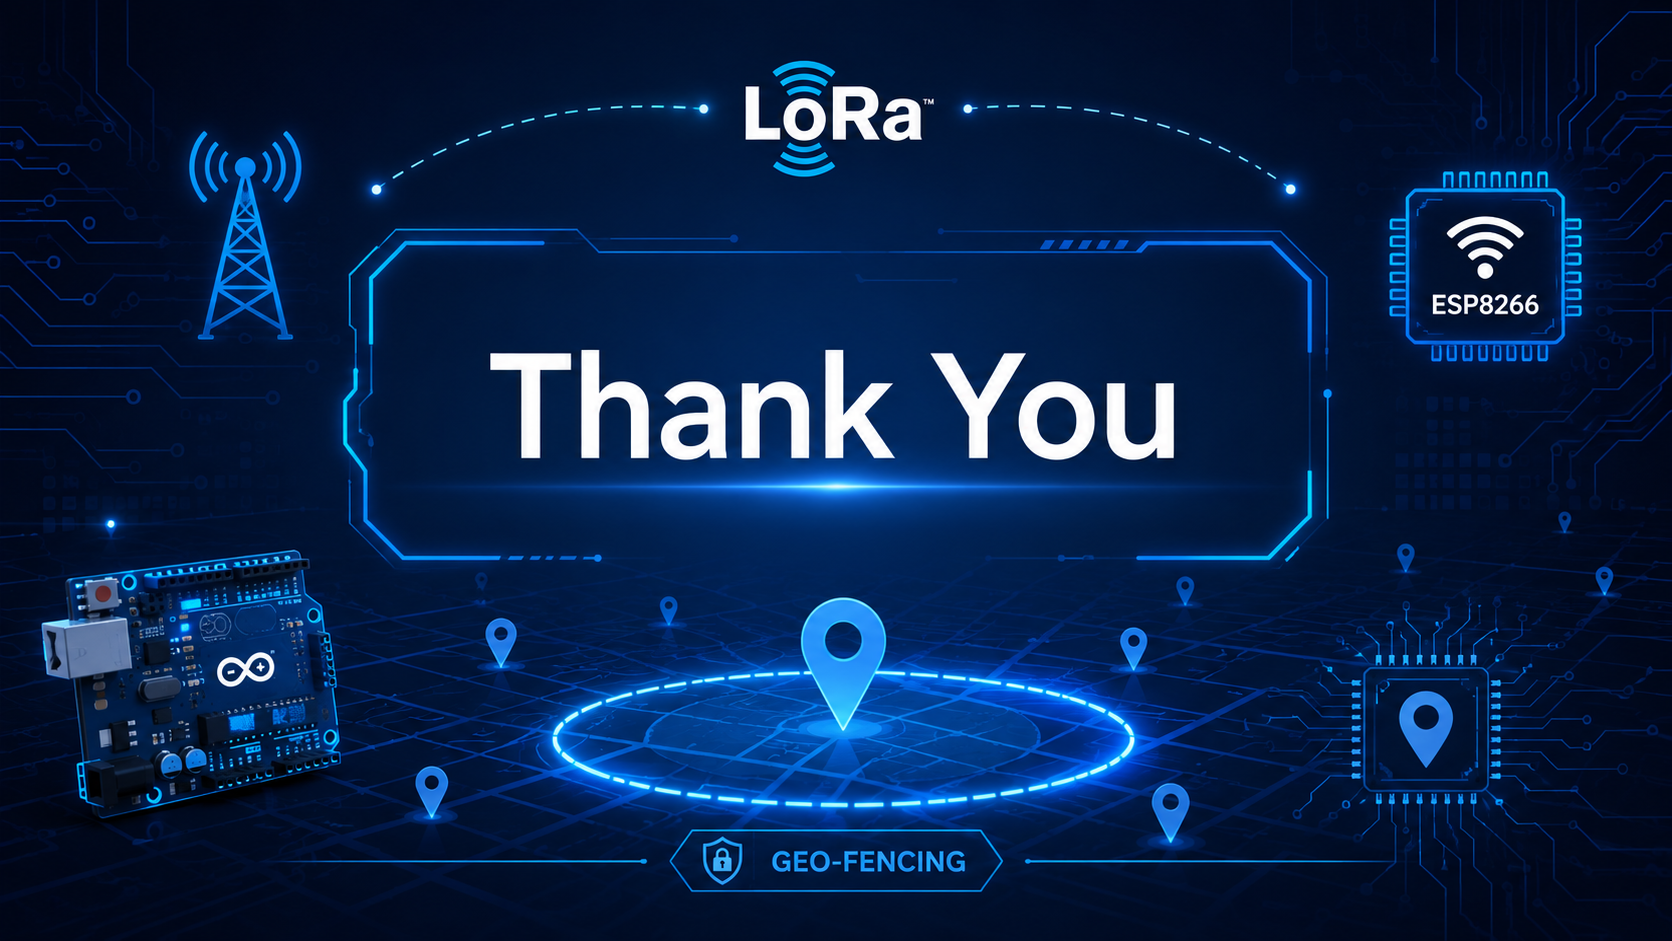 LoRa™
ESP8266
Thank You
GEO-FENCING